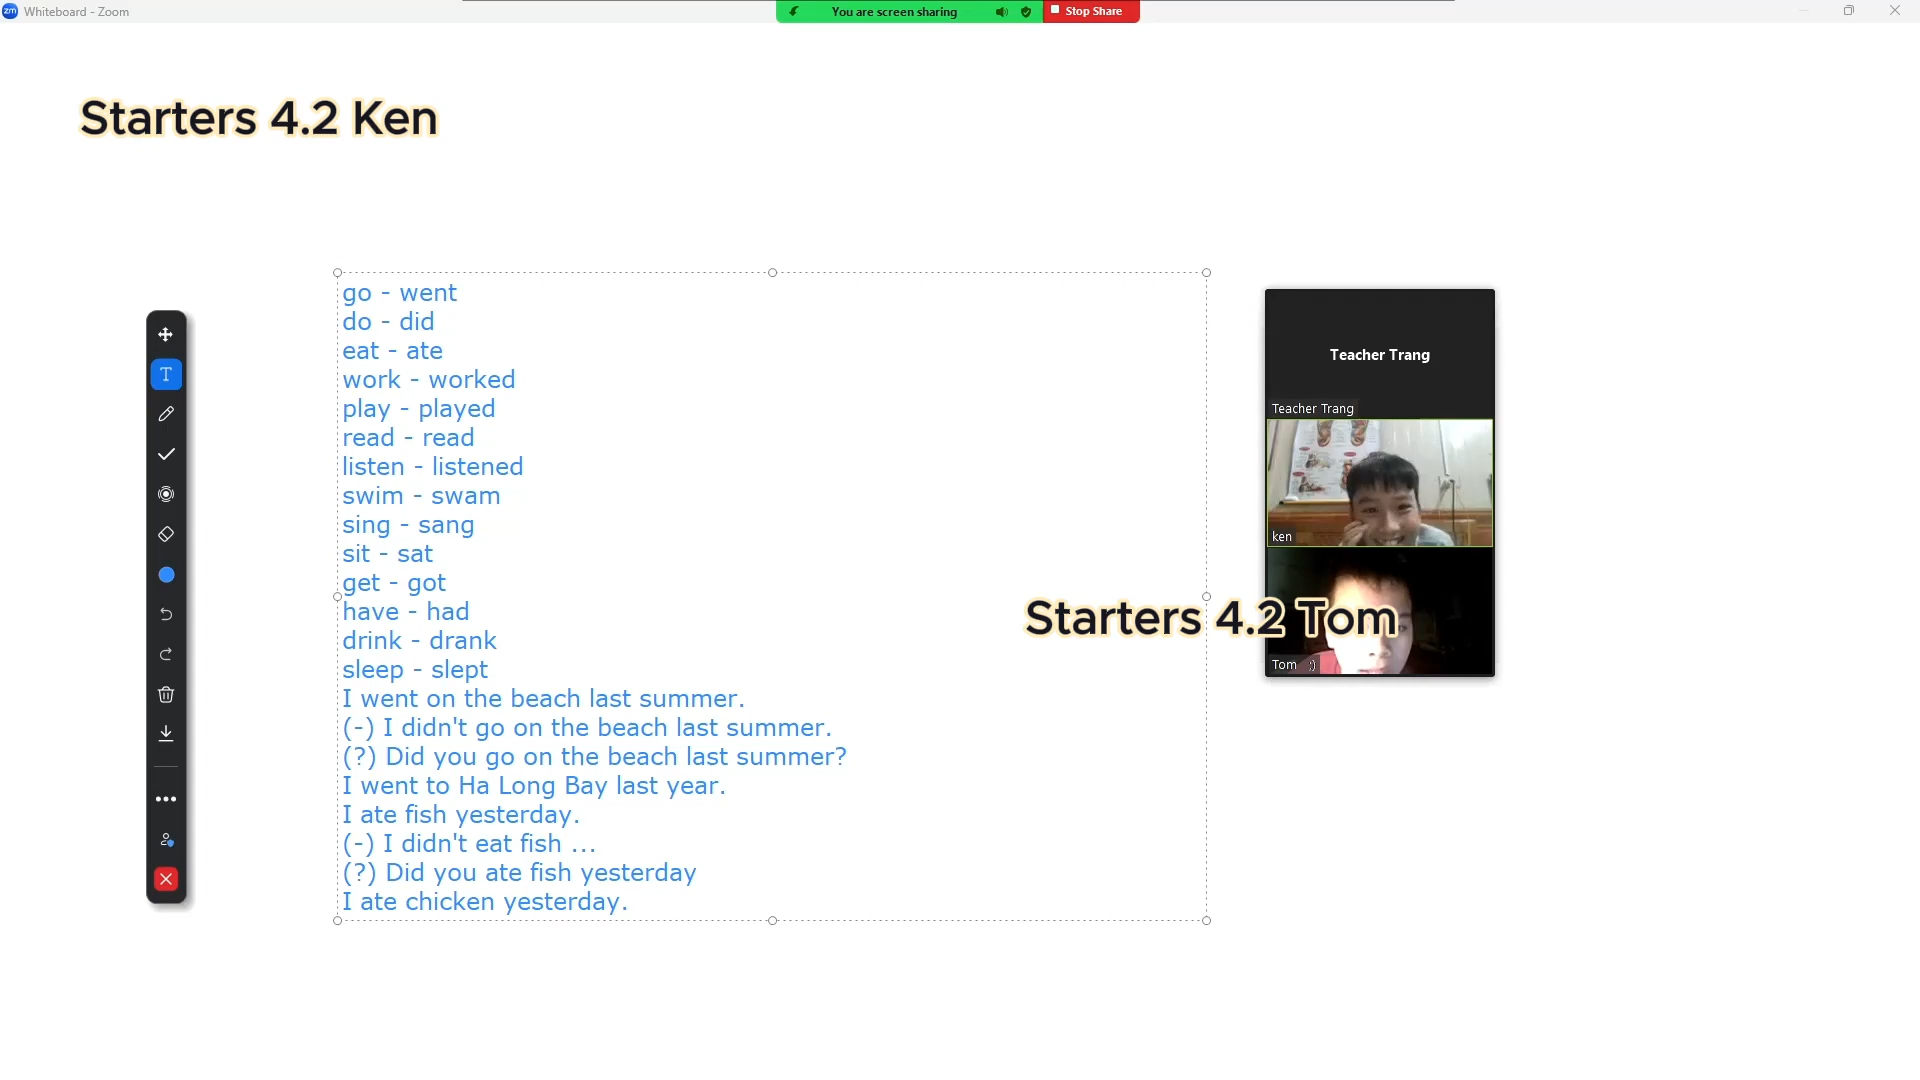 Whiteboard - Zoom
You are screen sharing
Stop Share
Starters 4.2 Ken
go - went
do - did
eat - ate
work - worked
play - played
read - read
listen - listened
swim - swam
sing - sang
sit - sat
get - got
have - had
drink - drank
sleep - slept
I went on the beach last summer.
(-) I didn't go on the beach last summer.
(?) Did you go on the beach last summer?
I went to Ha Long Bay last year.
I ate fish yesterday.
(-) I didn't eat fish ...
(?) Did you ate fish yesterday
I ate chicken yesterday.
Teacher Trang
Teacher Trang
ken
Starters 4.2 Tom
Tom :)